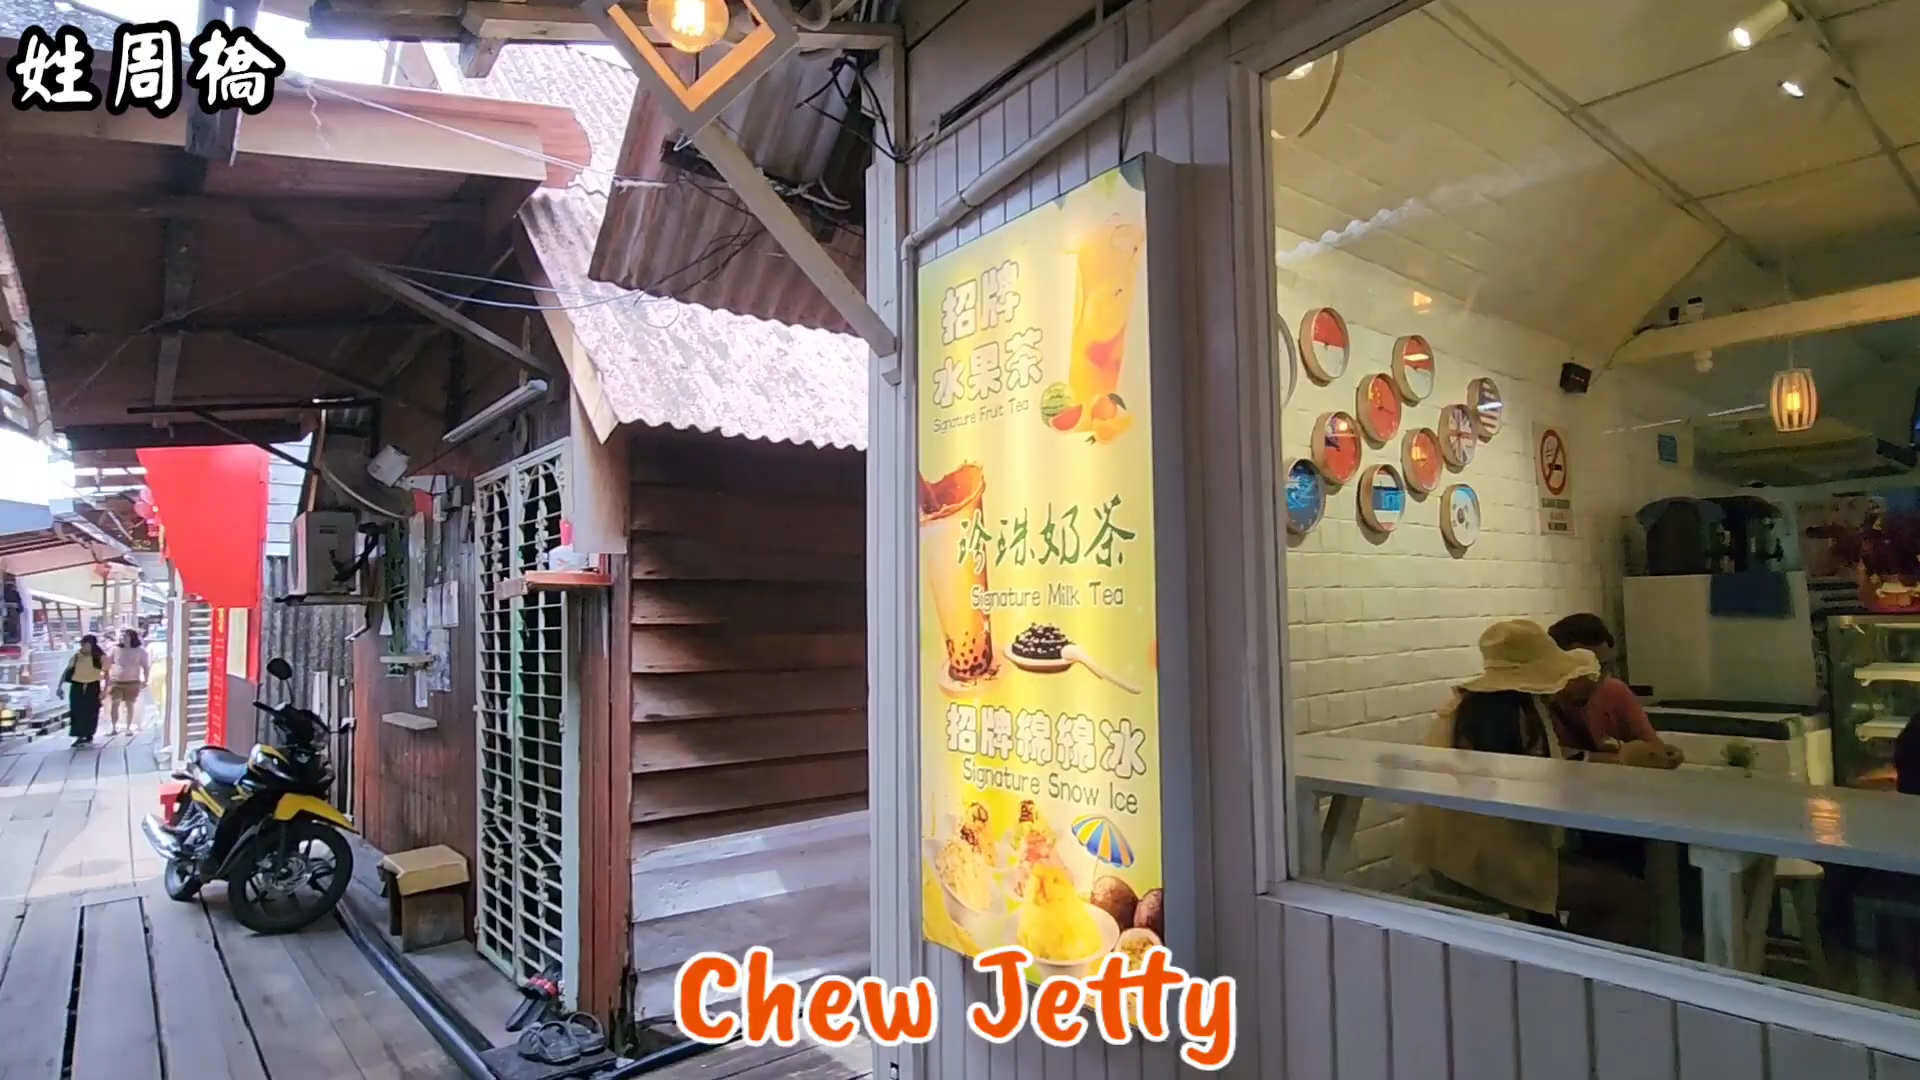 姓周橋
招牌
水果茶
Signature Fruit Tea
珍珠奶茶
Signature Milk Tea
招牌綿綿冰
Signature Snow Ice
Chew Jetty